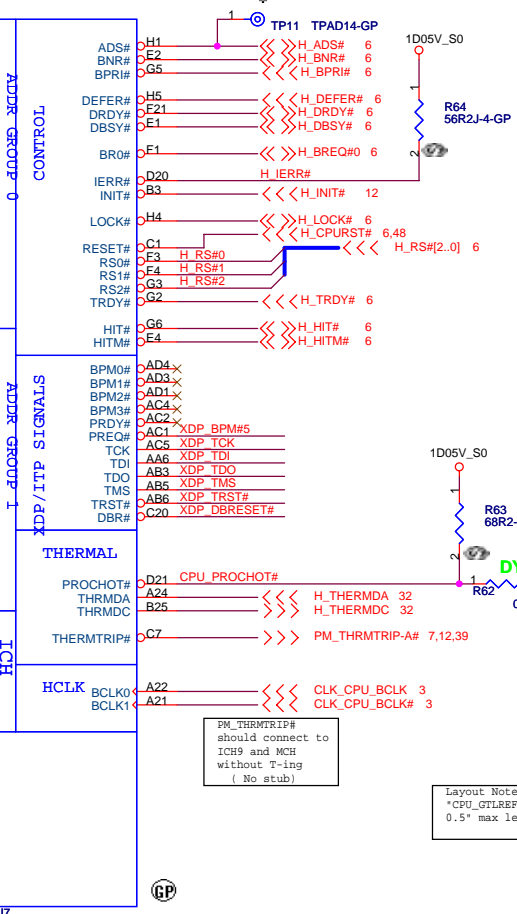 1
TP11 TPAD14-GP
ADDR GROUP 0
CONTROL
ADS# H1 H_ADS# 6
BNR# E2 H_BNR# 6
BPRI# G5 H_BPRI# 6
DEFER# H5 H_DEFER# 6
DRDY# F21 H_DRDY# 6
DBSY# E1 H_DBSY# 6
BR0# F1 H_BREQ#0 6
IERR# D20 H_IERR#
INIT# B3 H_INIT# 12
LOCK# H4 H_LOCK# 6
RESET# C1 H_CPURST# 6,48
RS0# F3 H_RS#0 H_RS#[2..0] 6
RS1# F4 H_RS#1
RS2# G3 H_RS#2
TRDY# G2 H_TRDY# 6
HIT# G6 H_HIT# 6
HITM# E4 H_HITM# 6
1D05V_S0
1
R64
56R2J-4-GP
2
ADDR GROUP 1
XDP/ITP SIGNALS
BPM0# AD4
BPM1# AD3
BPM2# AD1
BPM3# AC4
PRDY# AC2
PREQ# AC1 XDP_BPM#5
TCK AC5 XDP_TCK
TDI AA6 XDP_TDI
TDO AB3 XDP_TDO
TMS AB5 XDP_TMS
TRST# AB6 XDP_TRST#
DBR# C20 XDP_DBRESET#
1D05V_S0
1
R63
68R2-
2
DY
1
R62
THERMAL
PROCHOT# D21 CPU_PROCHOT#
THRMDA A24 H_THERMDA 32
THRMDC B25 H_THERMDC 32
THERMTRIP# C7 PM_THRMTRIP-A# 7,12,39
ICH
HCLK
BCLK0 A22 CLK_CPU_BCLK 3
BCLK1 A21 CLK_CPU_BCLK# 3
PM_THRMTRIP#
should connect to
ICH9 and MCH
without T-ing
( No stub)
Layout Note
"CPU_GTLREF
0.5" max le
GP